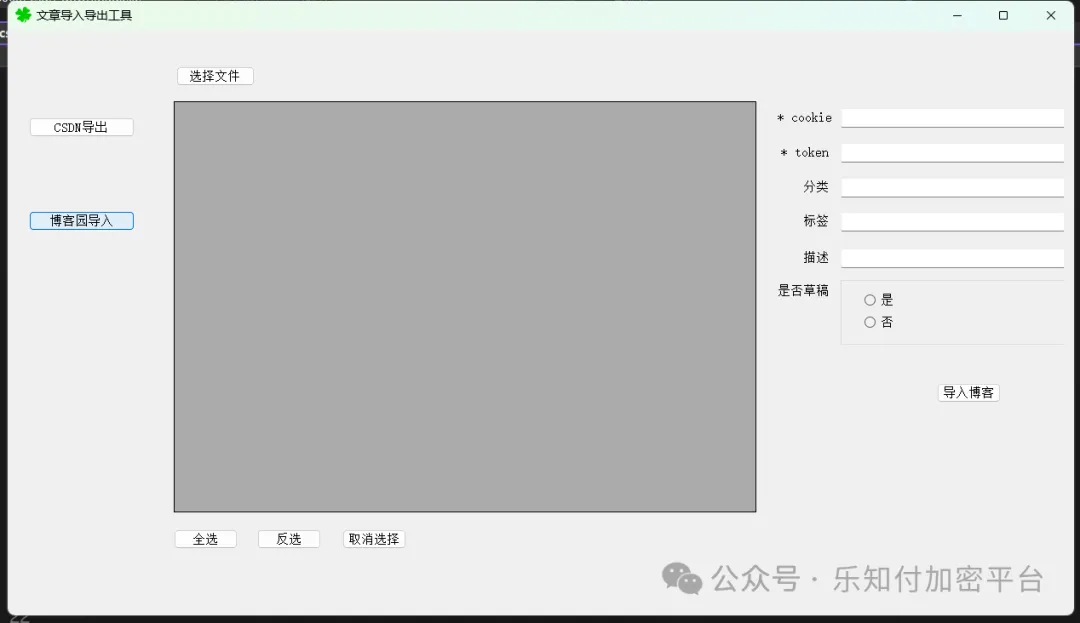 文章导入导出工具
选择文件
CSDN导出
博客园导入
* cookie
* token
分类
标签
描述
是否草稿
是
否
导入博客
全选 反选 取消选择
公众号 · 乐知付加密平台